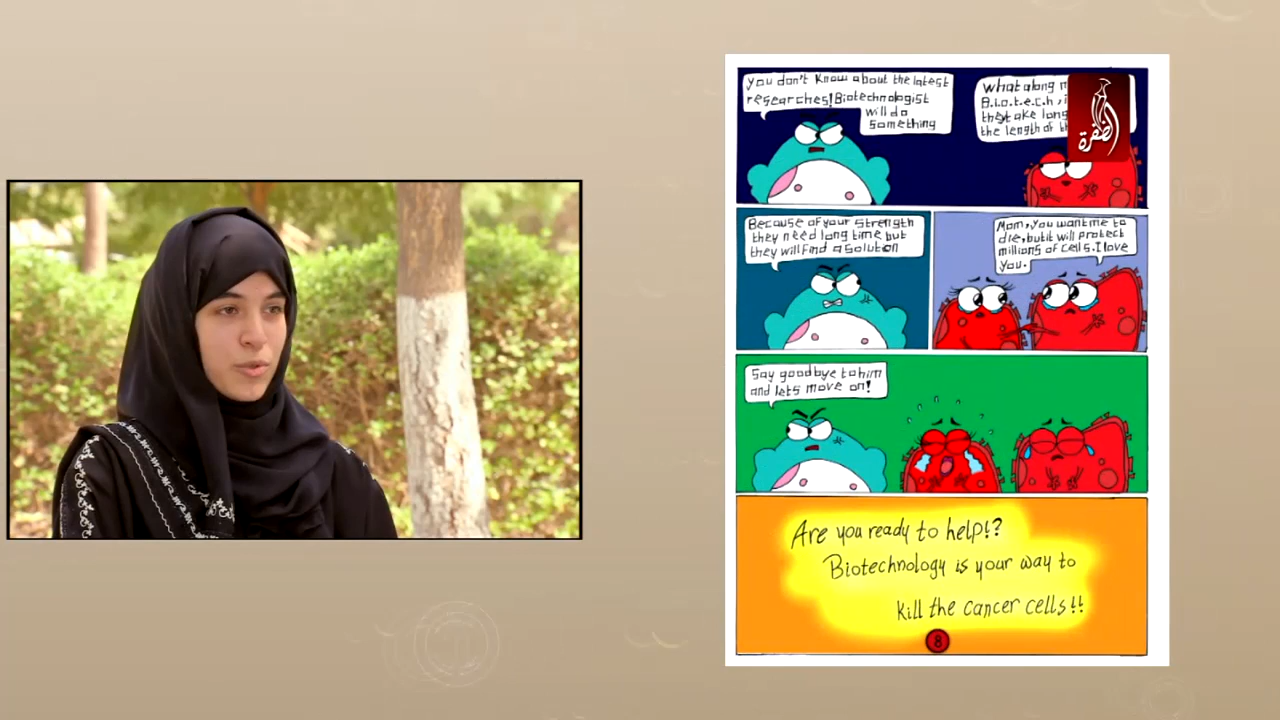 you don't know about the latest
researches! Biotechnologist
will do
something
What along
B.i.o.t.e.c.h,
they take long
the length of
Because of your strength
they need long time but
they will find a solution
Mom, you want me to
die, but it will protect
millions of cells. I love
you.
Say goodbye to him
and lets move on!
Are you ready to help!?
Biotechnology is your way to
kill the cancer cells!!
8